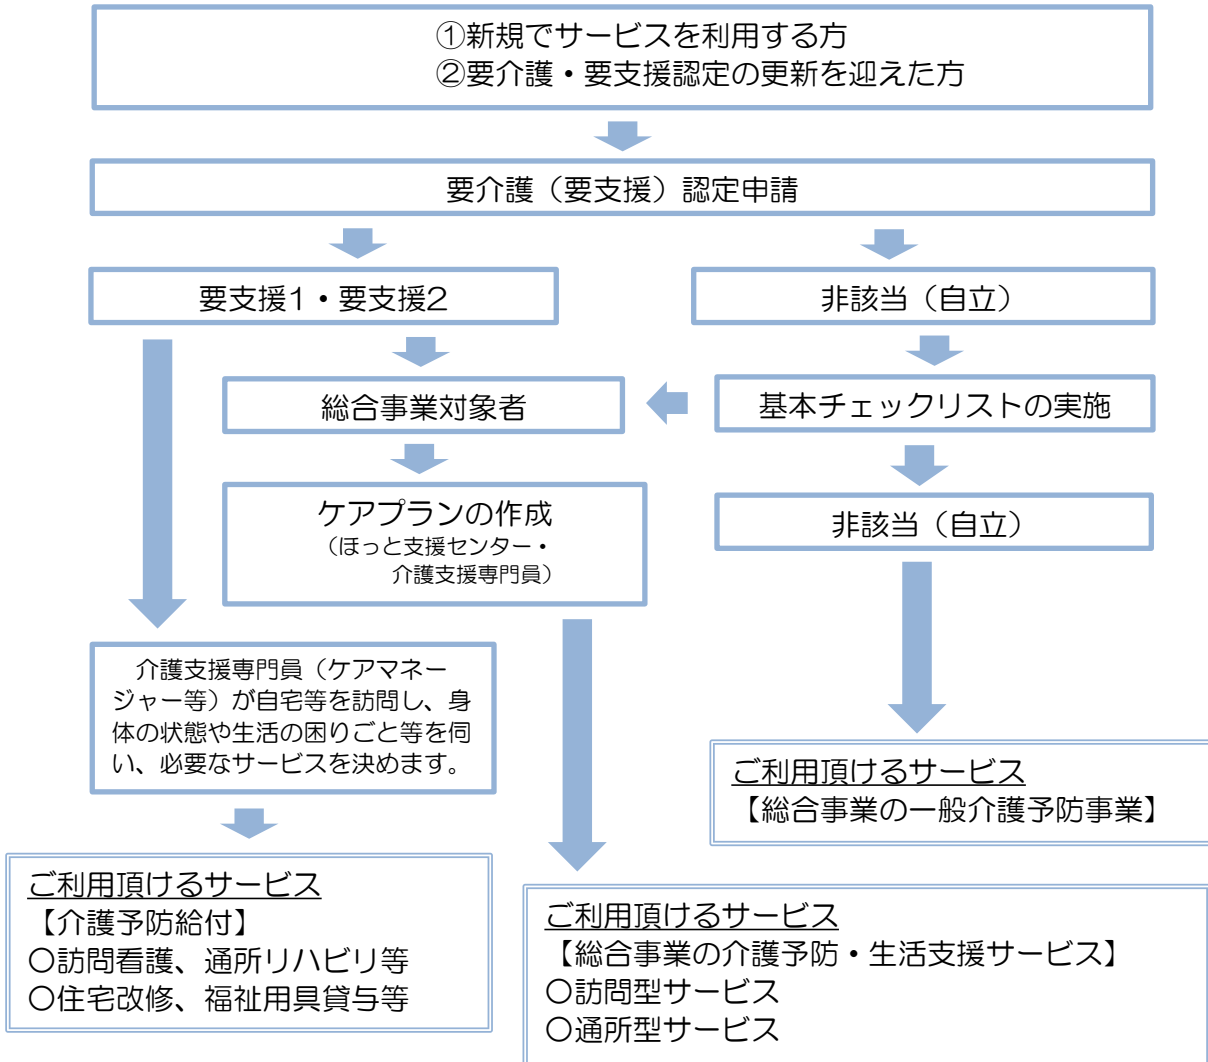 ①新規でサービスを利用する方
②要介護・要支援認定の更新を迎えた方
要介護（要支援）認定申請
要支援1・要支援2
非該当（自立）
総合事業対象者
基本チェックリストの実施
ケアプランの作成
（ほっと支援センター・
介護支援専門員）
非該当（自立）
介護支援専門員（ケアマネー
ジャー等）が自宅等を訪問し、身
体の状態や生活の困りごと等を伺
い、必要なサービスを決めます。
ご利用頂けるサービス
【総合事業の一般介護予防事業】
ご利用頂けるサービス
【介護予防給付】
〇訪問看護、通所リハビリ等
〇住宅改修、福祉用具貸与等
ご利用頂けるサービス
【総合事業の介護予防・生活支援サービス】
〇訪問型サービス
〇通所型サービス